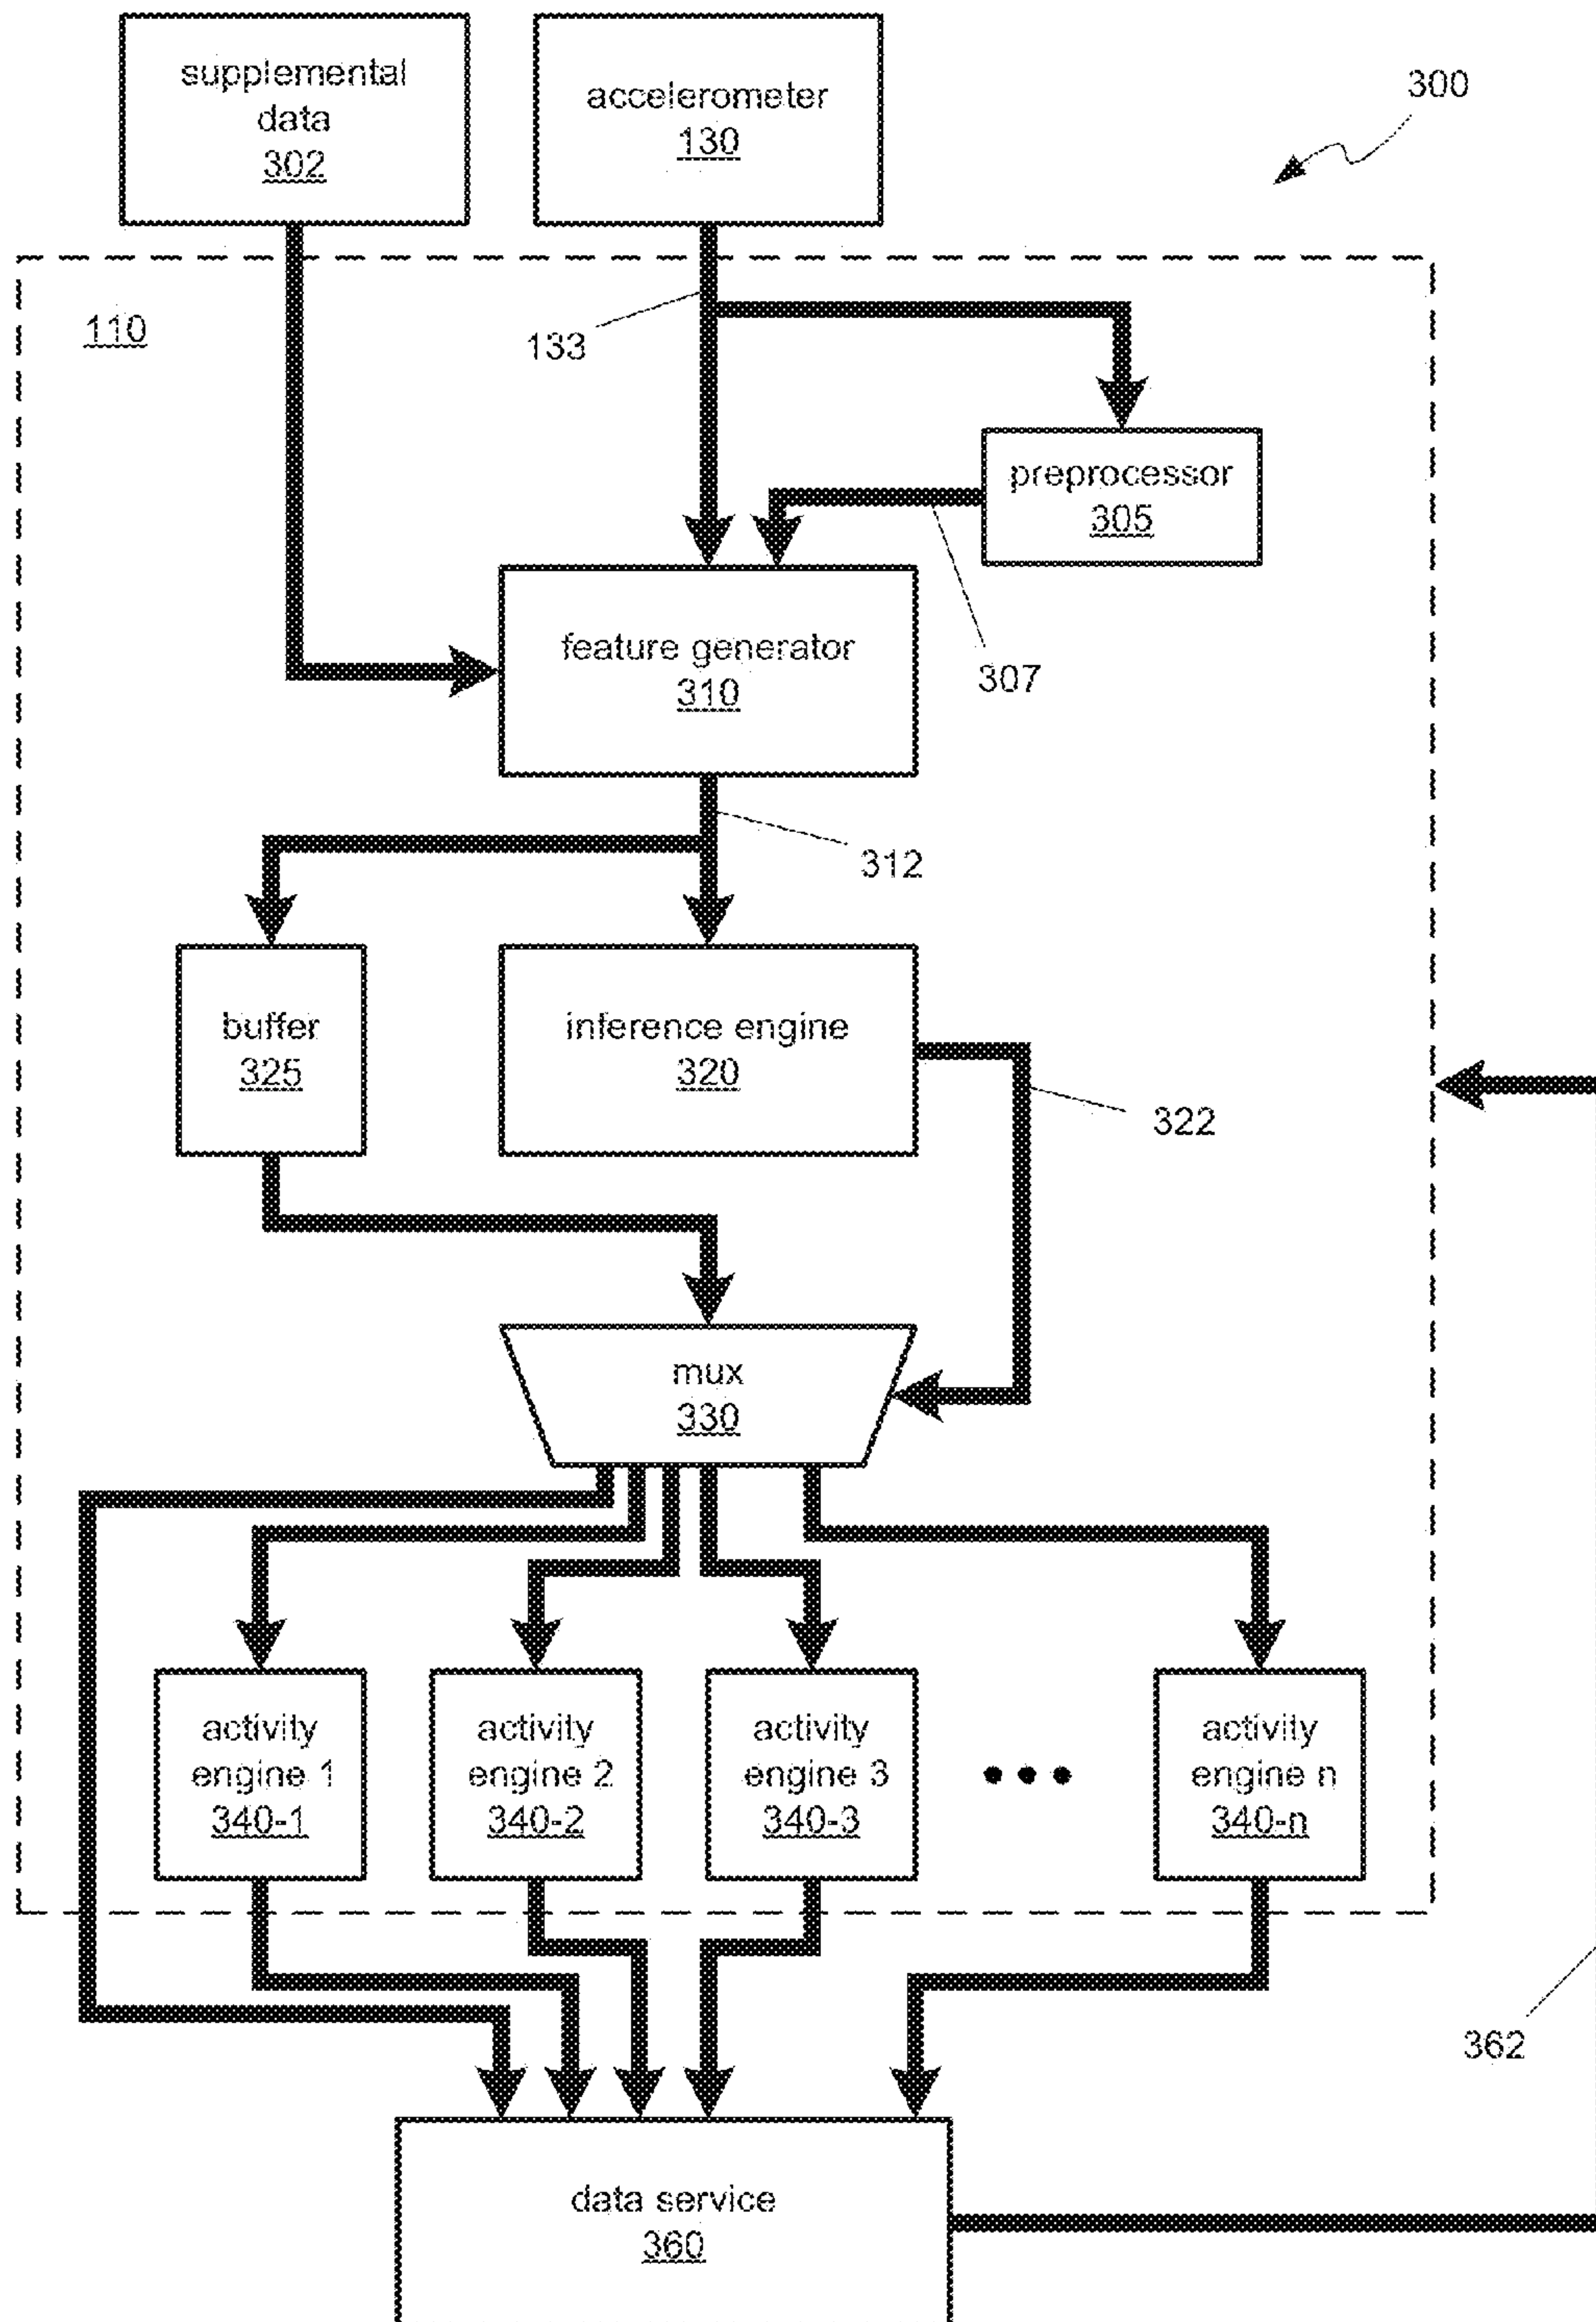 supplemental
data
302
accelerometer
130
300
110
133
preprocessor
305
feature generator
310
307
312
buffer
325
inference engine
320
322
mux
330
activity
engine 1
340-1
activity
engine 2
340-2
activity
engine 3
340-3
activity
engine n
340-n
362
data service
360